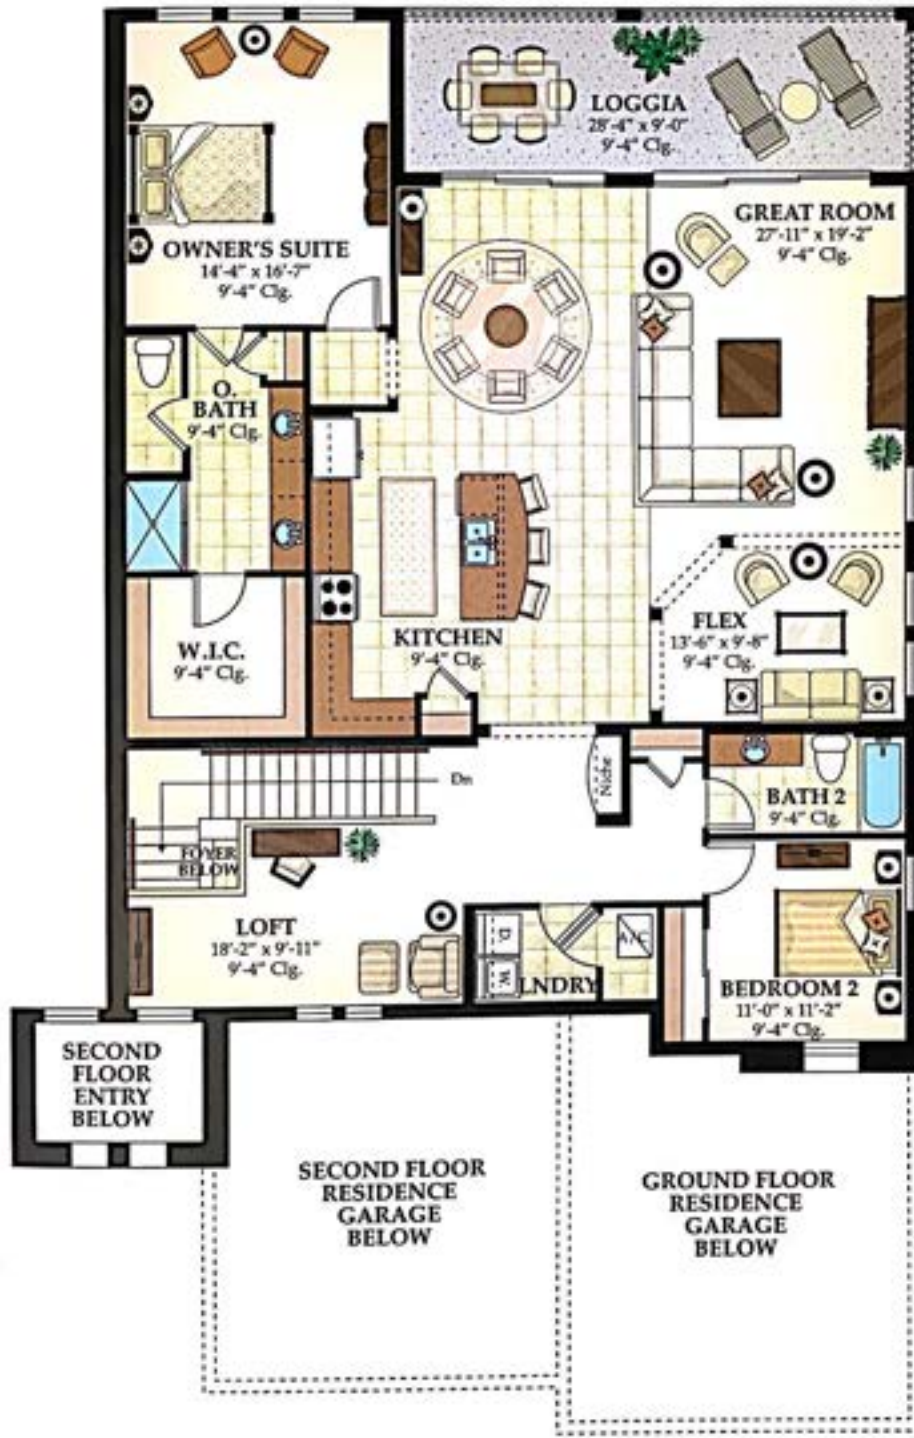 LOGGIA
28'-4" x 9'-0"
9'-4" Clg.
OWNER'S SUITE
14'-4" x 16'-7"
9'-4" Clg.
GREAT ROOM
27'-11" x 19'-2"
9'-4" Clg.
O.
BATH
9'-4" Clg.
KITCHEN
9'-4" Clg.
FLEX
13'-6" x 9'-8"
9'-4" Clg.
W.I.C.
9'-4" Clg.
Dn
Niche
BATH 2
9'-4" Clg.
FOYER
BELOW
LOFT
18'-2" x 9'-11"
9'-4" Clg.
D.
W.
LNDRY
A/C
BEDROOM 2
11'-0" x 11'-2"
9'-4" Clg.
SECOND
FLOOR
ENTRY
BELOW
SECOND FLOOR
RESIDENCE
GARAGE
BELOW
GROUND FLOOR
RESIDENCE
GARAGE
BELOW